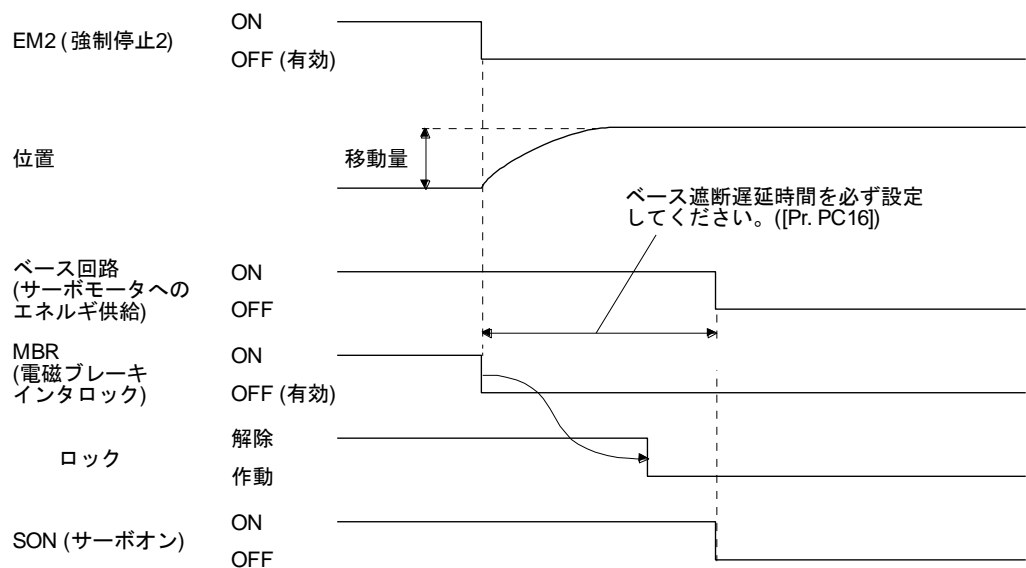 EM2 (強制停止2)
ON
OFF (有効)
位置
移動量
ベース遮断遅延時間を必ず設定
してください。([Pr. PC16])
ベース回路
(サーボモータへの
エネルギ供給)
ON
OFF
MBR
(電磁ブレーキ
インタロック)
ON
OFF (有効)
ロック
解除
作動
SON (サーボオン)
ON
OFF